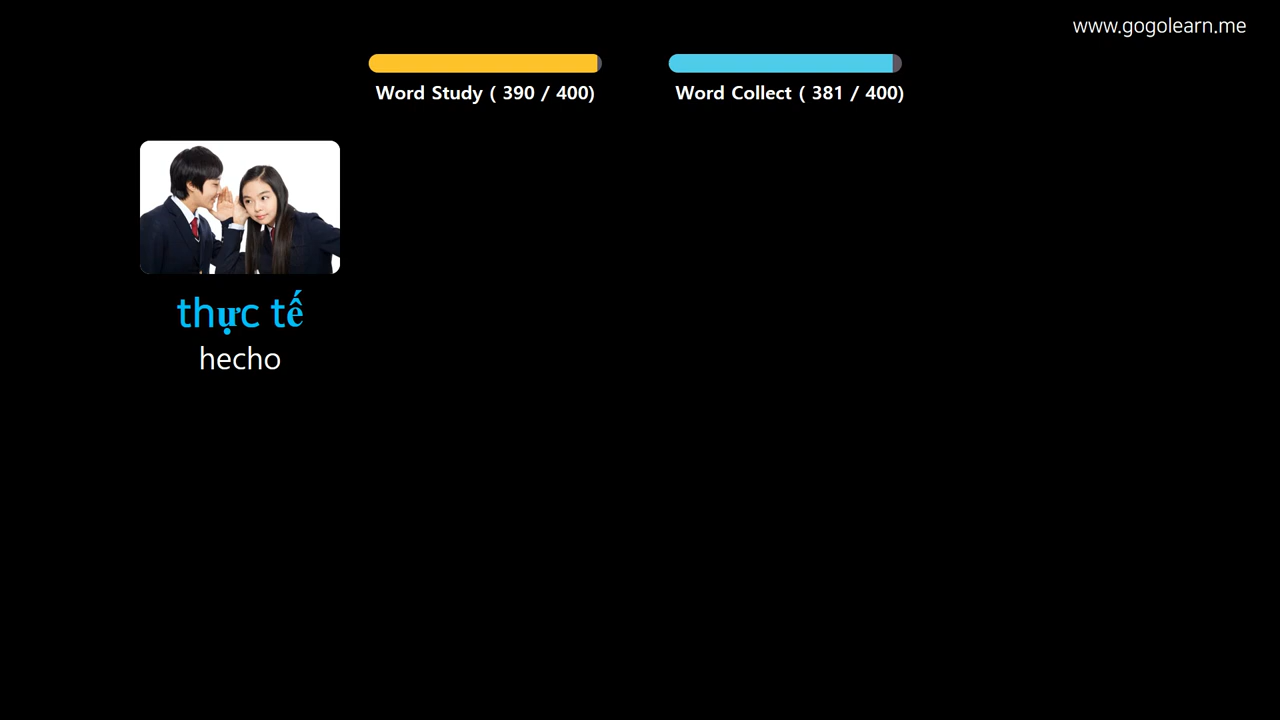 www.gogolearn.me
Word Study ( 390 / 400)
Word Collect ( 381 / 400)
thực tế
hecho